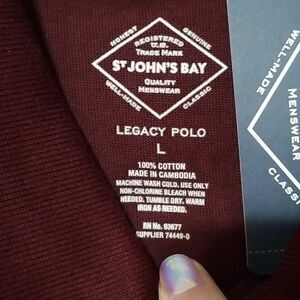 HONEST
GENUINE
REGISTERED
U.S.
TRADE MARK
ST JOHN'S BAY
QUALITY
MENSWEAR
WELL-MADE
CLASSIC
LEGACY POLO
L
100% COTTON
MADE IN CAMBODIA
MACHINE WASH COLD. USE ONLY
NON-CHLORINE BLEACH WHEN
NEEDED. TUMBLE DRY. WARM
IRON AS NEEDED.
RN No. 93677
SUPPLIER 74449-0
WELL-MADE
MENSWEAR
CLASSI